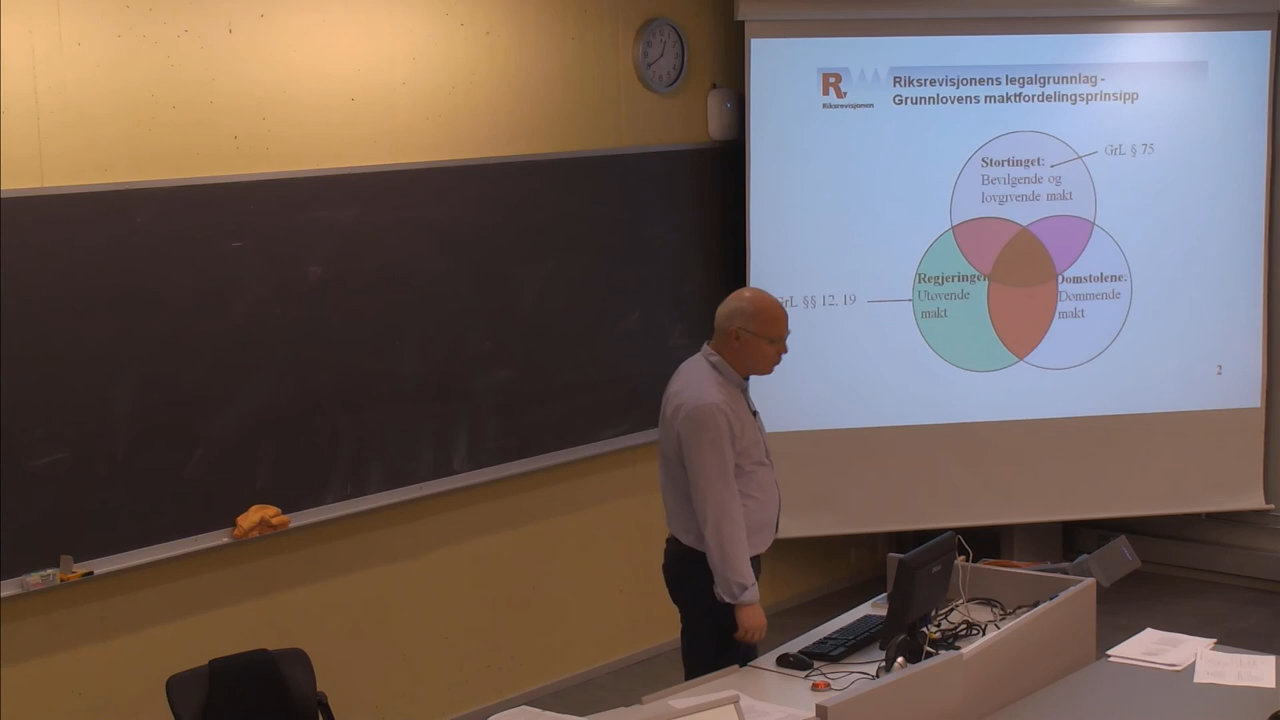 Riksrevisjonens legalgrunnlag -
Grunnlovens maktfordelingsprinsipp
R
Riksrevisjonen
Stortinget:
Bevilgende og
lovgivende makt
GrL § 75
Regjeringen
Utøvende
makt
Domstolene:
Dømmende
makt
GrL §§ 12, 19
2